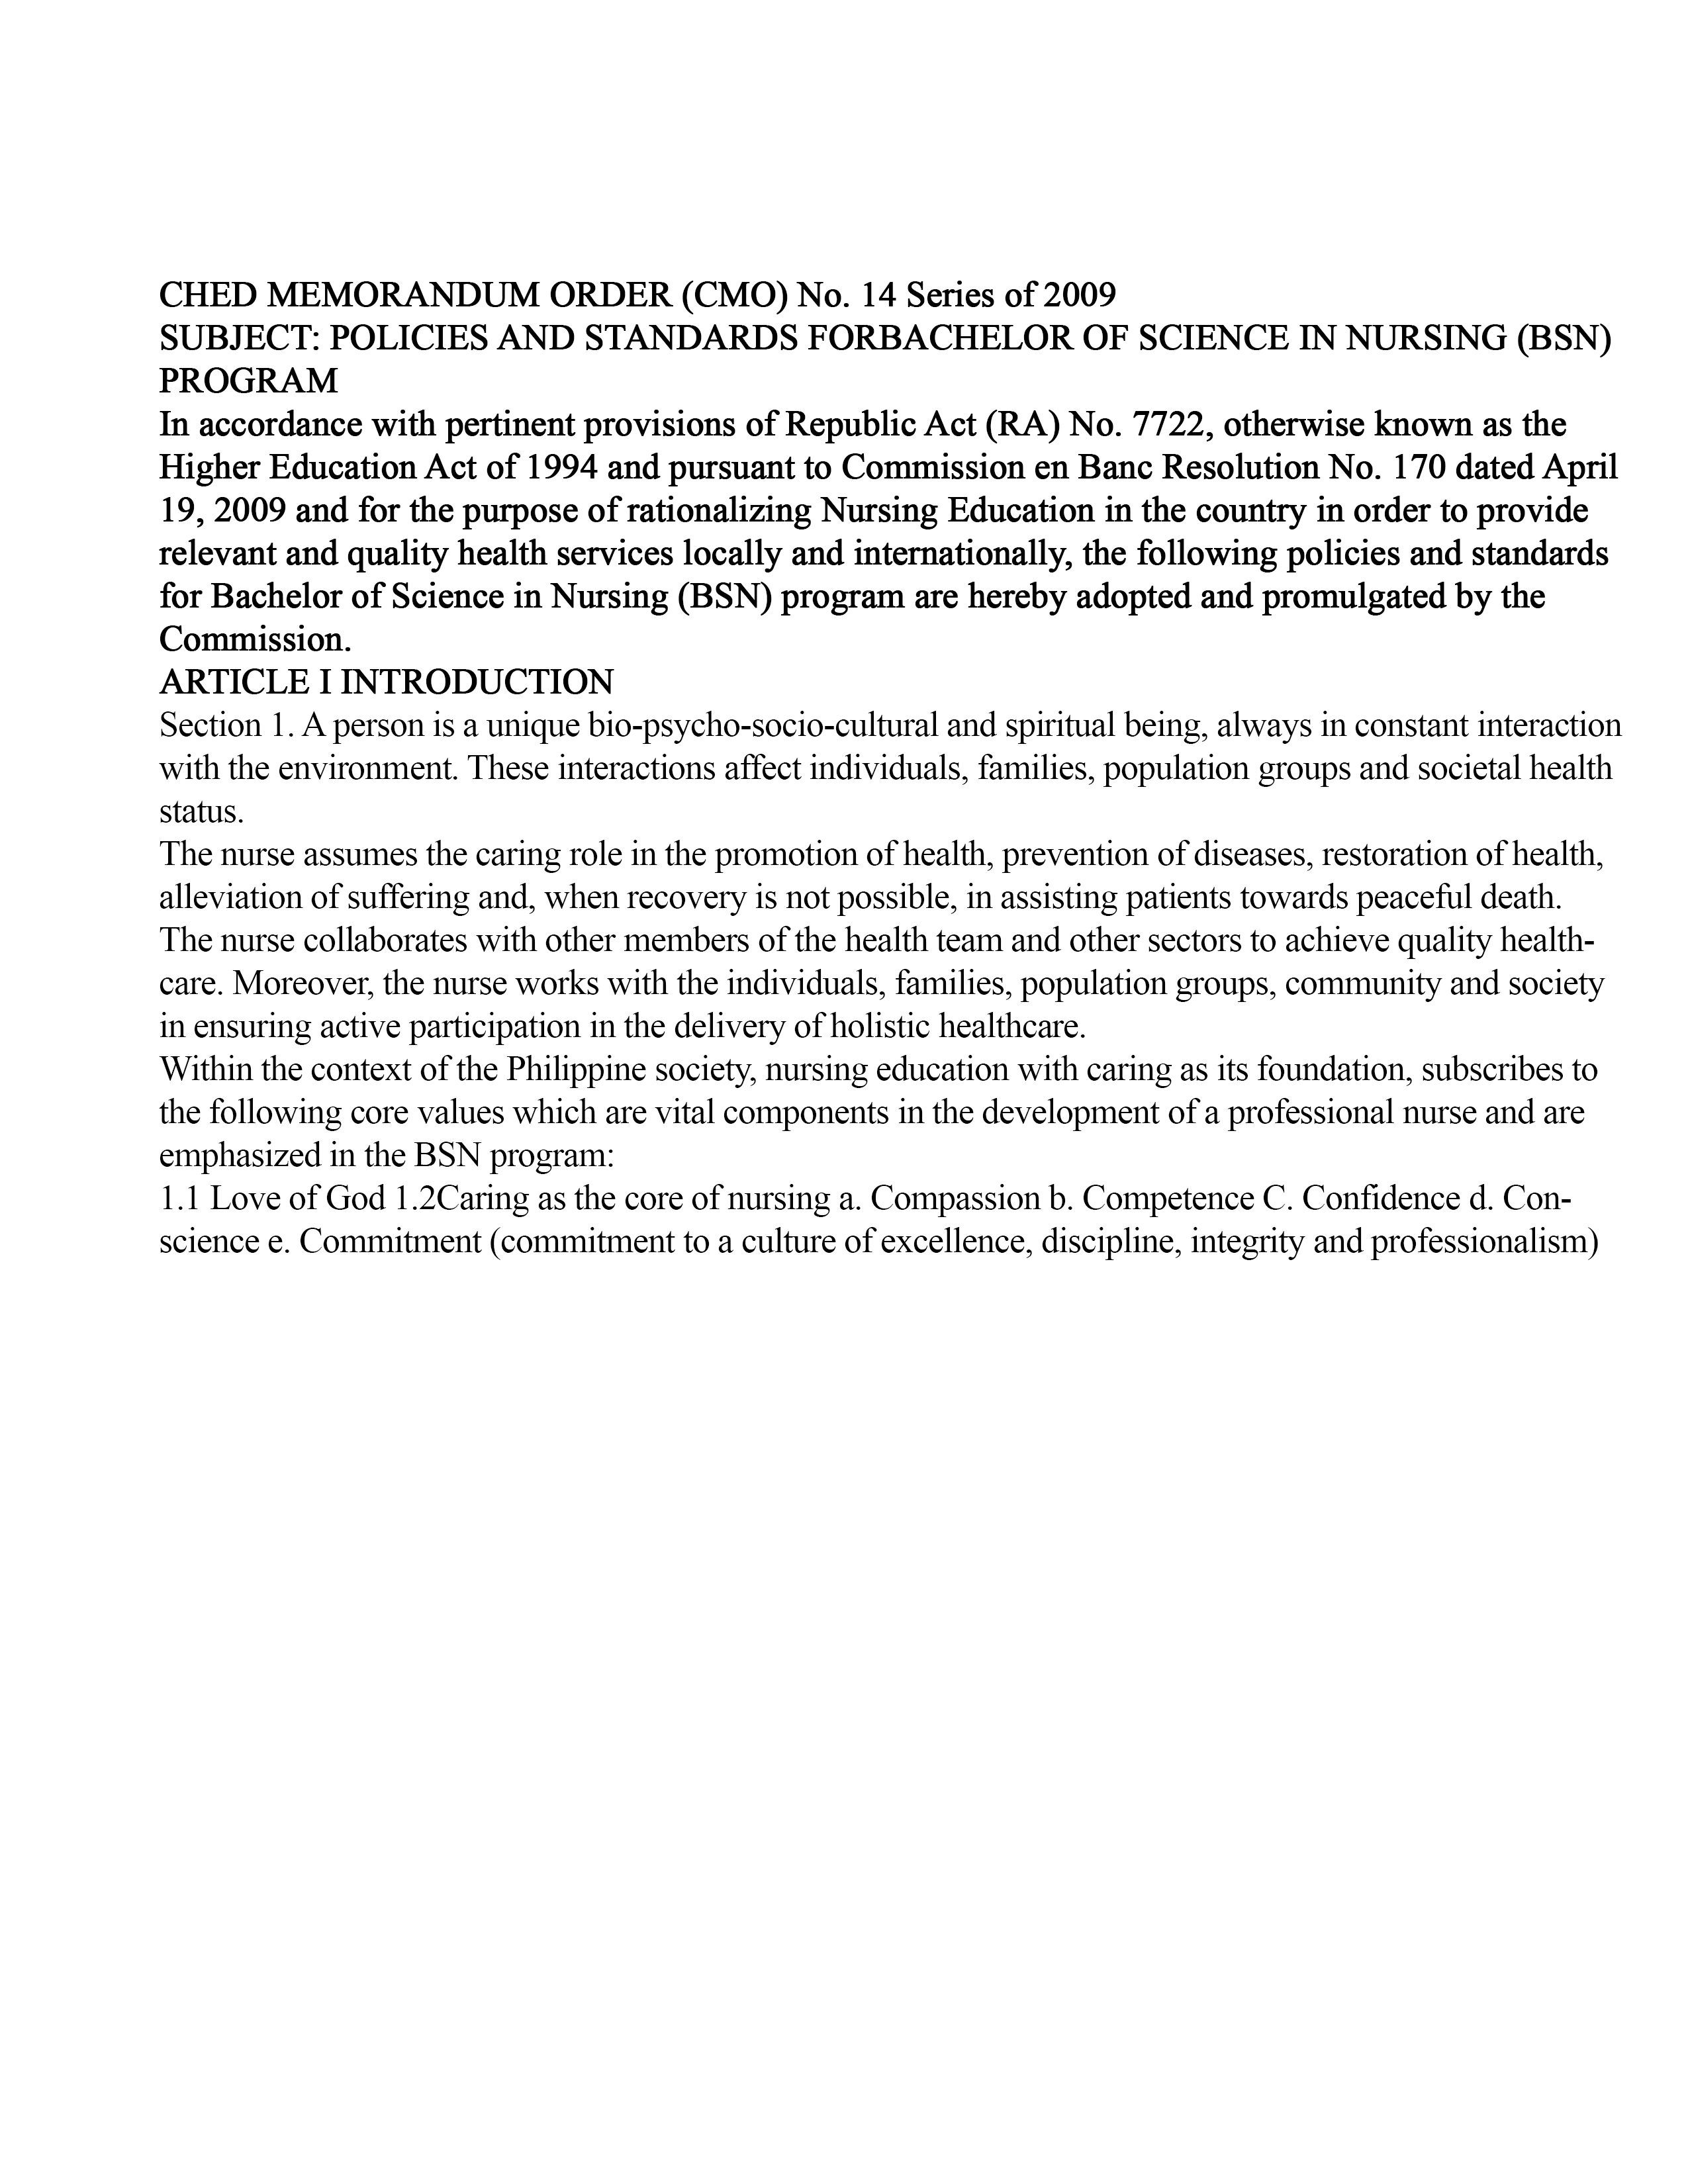 CHED MEMORANDUM ORDER (CMO) No. 14 Series of 2009
SUBJECT: POLICIES AND STANDARDS FORBACHELOR OF SCIENCE IN NURSING (BSN)
PROGRAM
In accordance with pertinent provisions of Republic Act (RA) No. 7722, otherwise known as the
Higher Education Act of 1994 and pursuant to Commission en Banc Resolution No. 170 dated April
19, 2009 and for the purpose of rationalizing Nursing Education in the country in order to provide
relevant and quality health services locally and internationally, the following policies and standards
for Bachelor of Science in Nursing (BSN) program are hereby adopted and promulgated by the
Commission.
ARTICLE I INTRODUCTION
Section 1. A person is a unique bio-psycho-socio-cultural and spiritual being, always in constant interaction
with the environment. These interactions affect individuals, families, population groups and societal health
status.
The nurse assumes the caring role in the promotion of health, prevention of diseases, restoration of health,
alleviation of suffering and, when recovery is not possible, in assisting patients towards peaceful death.
The nurse collaborates with other members of the health team and other sectors to achieve quality health-
care. Moreover, the nurse works with the individuals, families, population groups, community and society
in ensuring active participation in the delivery of holistic healthcare.
Within the context of the Philippine society, nursing education with caring as its foundation, subscribes to
the following core values which are vital components in the development of a professional nurse and are
emphasized in the BSN program:
1.1 Love of God 1.2Caring as the core of nursing a. Compassion b. Competence C. Confidence d. Con-
science e. Commitment (commitment to a culture of excellence, discipline, integrity and professionalism)